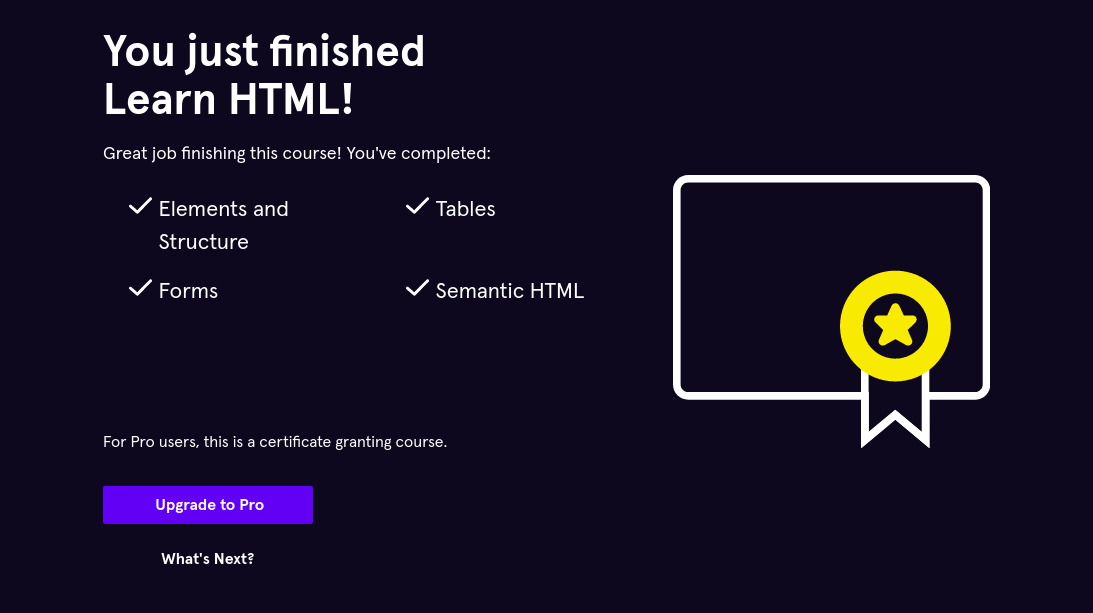 You just finished
Learn HTML!
Great job finishing this course! You've completed:
Elements and
Structure
Tables
Forms
Semantic HTML
For Pro users, this is a certificate granting course.
Upgrade to Pro
What's Next?